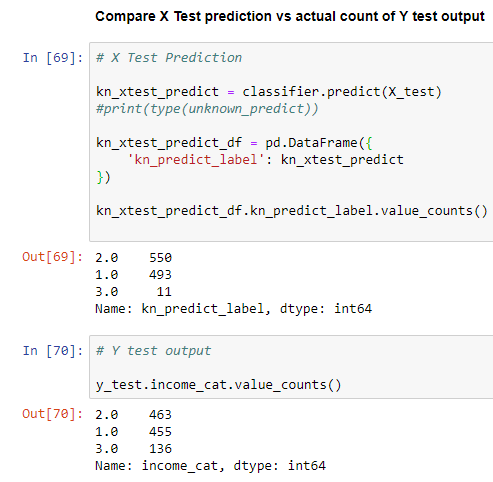 Compare X Test prediction vs actual count of Y test output
In [69]: # X Test Prediction
kn_xtest_predict = classifier.predict(X_test)
#print(type(unknown_predict))
kn_xtest_predict_df = pd.DataFrame({
    'kn_predict_label': kn_xtest_predict
})
kn_xtest_predict_df.kn_predict_label.value_counts()
Out[69]: 2.0    550
1.0    493
3.0     11
Name: kn_predict_label, dtype: int64
In [70]: # Y test output
y_test.income_cat.value_counts()
Out[70]: 2.0    463
1.0    455
3.0    136
Name: income_cat, dtype: int64